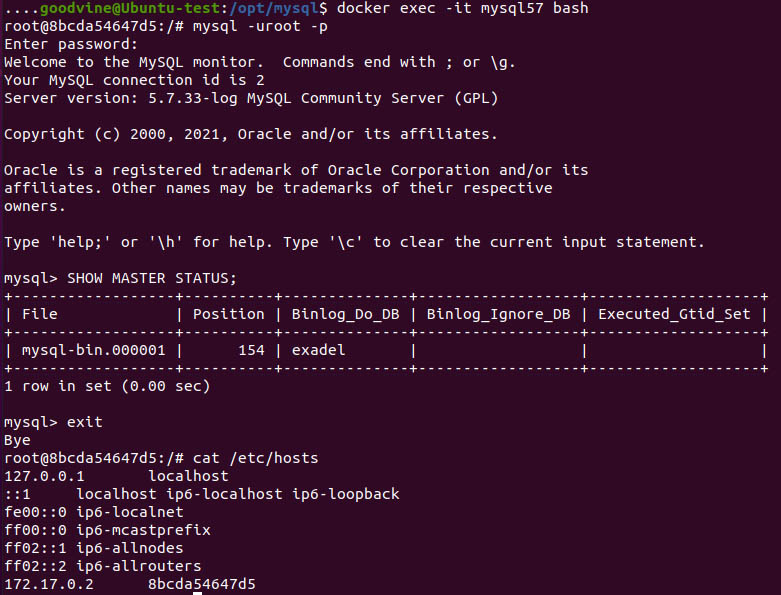 ....goodvine@Ubuntu-test:/opt/mysql$ docker exec -it mysql57 bash
root@8bcda54647d5:/# mysql -uroot -p
Enter password:
Welcome to the MySQL monitor.  Commands end with ; or \g.
Your MySQL connection id is 2
Server version: 5.7.33-log MySQL Community Server (GPL)

Copyright (c) 2000, 2021, Oracle and/or its affiliates.

Oracle is a registered trademark of Oracle Corporation and/or its
affiliates. Other names may be trademarks of their respective
owners.

Type 'help;' or '\h' for help. Type '\c' to clear the current input statement.

mysql> SHOW MASTER STATUS;
+------------------+----------+--------------+------------------+-------------------+
| File             | Position | Binlog_Do_DB | Binlog_Ignore_DB | Executed_Gtid_Set |
+------------------+----------+--------------+------------------+-------------------+
| mysql-bin.000001 |      154 | exadel       |                  |                   |
+------------------+----------+--------------+------------------+-------------------+
1 row in set (0.00 sec)

mysql> exit
Bye
root@8bcda54647d5:/# cat /etc/hosts
127.0.0.1       localhost
::1     localhost ip6-localhost ip6-loopback
fe00::0 ip6-localnet
ff00::0 ip6-mcastprefix
ff02::1 ip6-allnodes
ff02::2 ip6-allrouters
172.17.0.2      8bcda54647d5